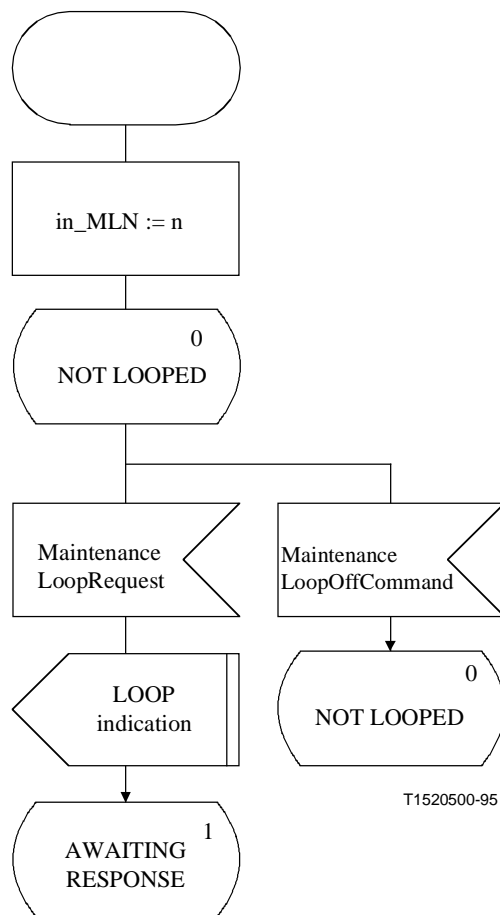 in_MLN := n
0
NOT LOOPED
Maintenance
LoopRequest
Maintenance
LoopOffCommand
LOOP
indication
0
NOT LOOPED
T1520500-95
1
AWAITING
RESPONSE